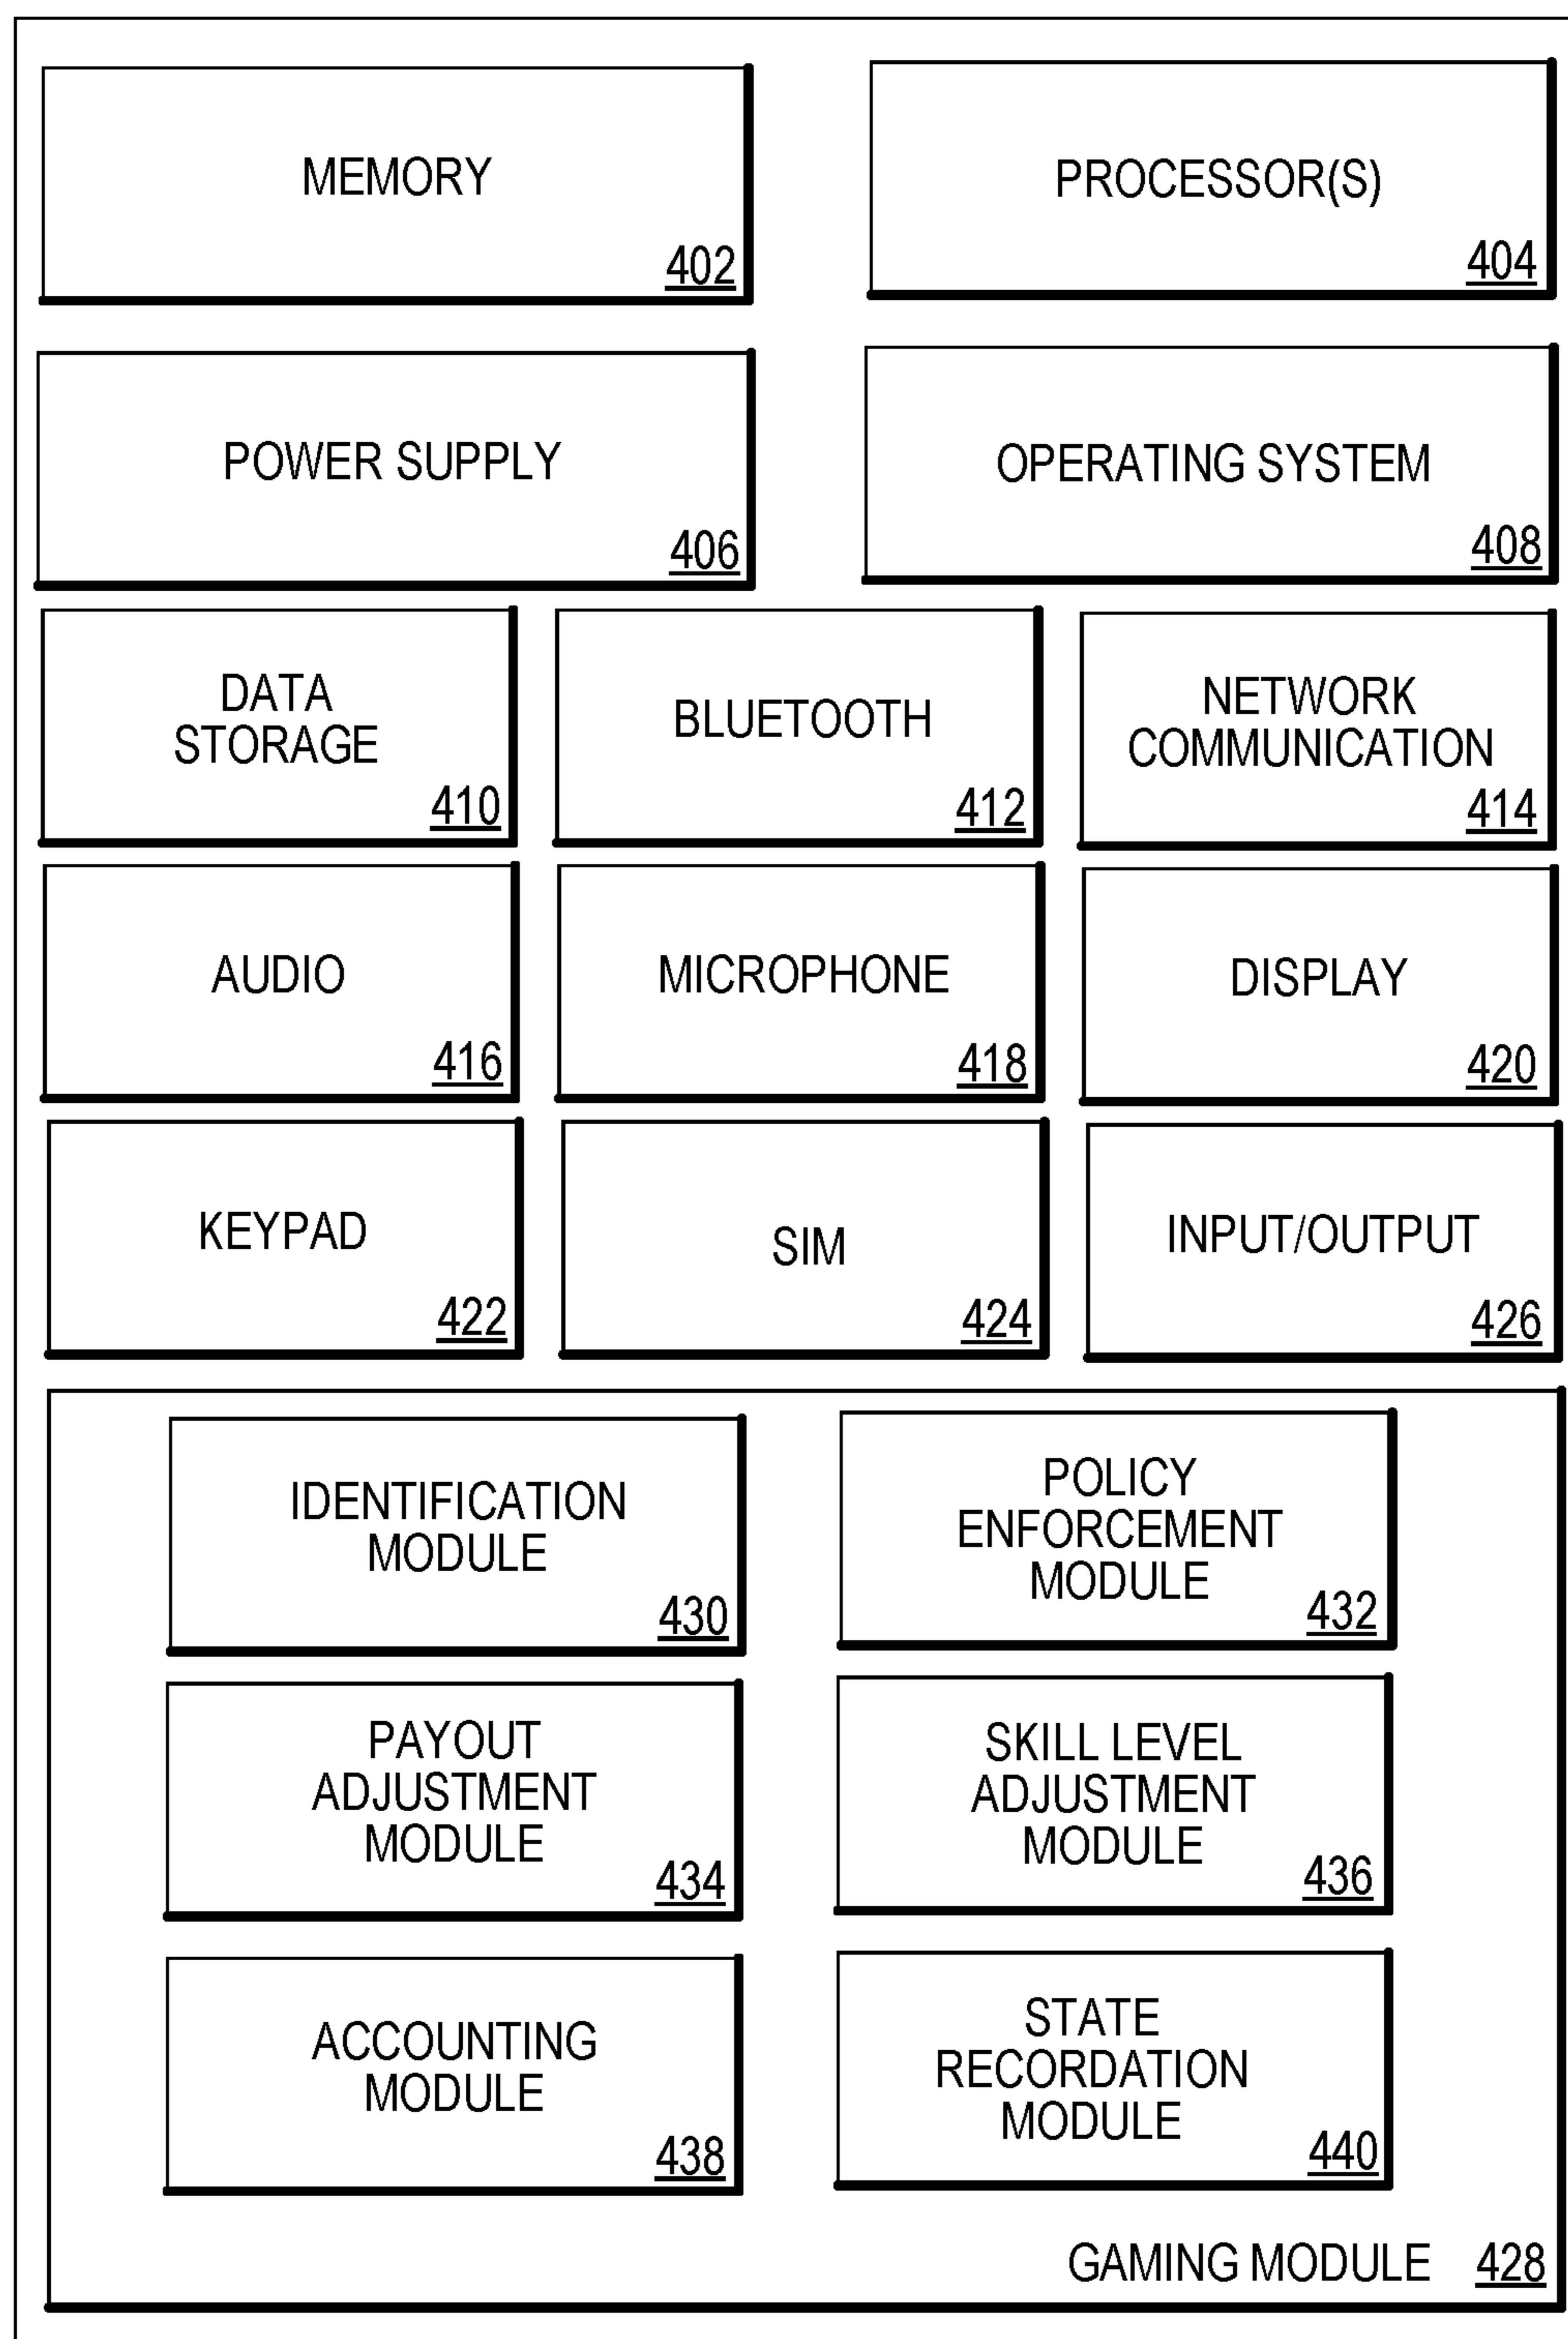 MEMORY
402
PROCESSOR(S)
404
POWER SUPPLY
406
OPERATING SYSTEM
408
DATA
STORAGE
410
BLUETOOTH
412
NETWORK
COMMUNICATION
414
AUDIO
416
MICROPHONE
418
DISPLAY
420
KEYPAD
422
SIM
424
INPUT/OUTPUT
426
IDENTIFICATION
MODULE
430
POLICY
ENFORCEMENT
MODULE
432
PAYOUT
ADJUSTMENT
MODULE
434
SKILL LEVEL
ADJUSTMENT
MODULE
436
ACCOUNTING
MODULE
438
STATE
RECORDATION
MODULE
440
GAMING MODULE 428